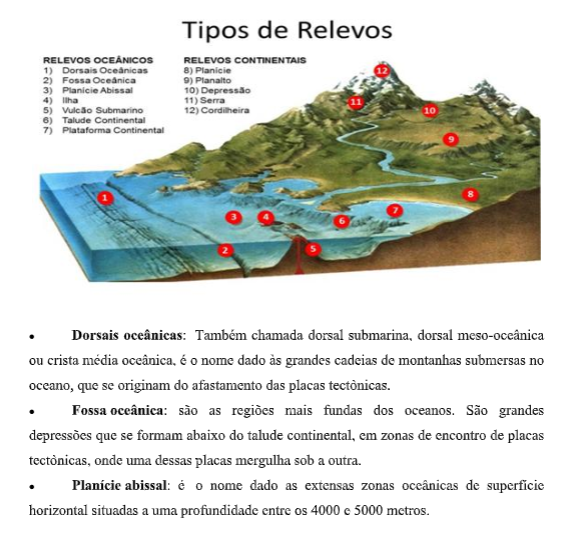 Tipos de Relevos
RELEVOS OCEÂNICOS
1) Dorsais Oceânicas
2) Fossa Oceânica
3) Planície Abissal
4) Ilha
5) Vulcão Submarino
6) Talude Continental
7) Plataforma Continental
RELEVOS CONTINENTAIS
8) Planície
9) Planalto
10) Depressão
11) Serra
12) Cordilheira
12
11
10
9
8
1
3
4
6
7
2
5
• Dorsais oceânicas: Também chamada dorsal submarina, dorsal meso-oceânica
ou crista média oceânica, é o nome dado às grandes cadeias de montanhas submersas no
oceano, que se originam do afastamento das placas tectônicas.
• Fossa oceânica: são as regiões mais fundas dos oceanos. São grandes
depressões que se formam abaixo do talude continental, em zonas de encontro de placas
tectônicas, onde uma dessas placas mergulha sob a outra.
• Planície abissal: é o nome dado as extensas zonas oceânicas de superfície
horizontal situadas a uma profundidade entre os 4000 e 5000 metros.